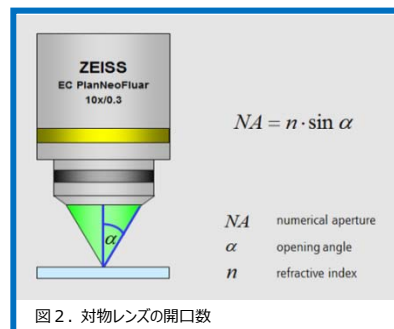 ZEISS
EC PlanNeoFluar
10x/0.3
NA = n · sin α
α
NA numerical aperture
α opening angle
n refractive index
図２. 対物レンズの開口数